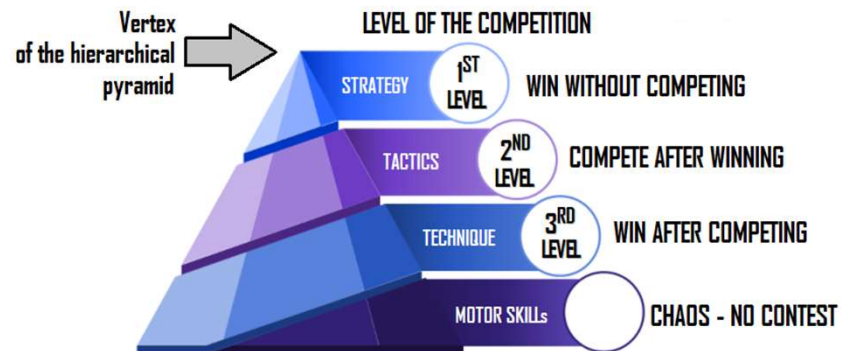 Vertex
of the hierarchical
pyramid
LEVEL OF THE COMPETITION
STRATEGY
1ST
LEVEL
WIN WITHOUT COMPETING
TACTICS
2ND
LEVEL
COMPETE AFTER WINNING
TECHNIQUE
3RD
LEVEL
WIN AFTER COMPETING
MOTOR SKILLs
CHAOS - NO CONTEST